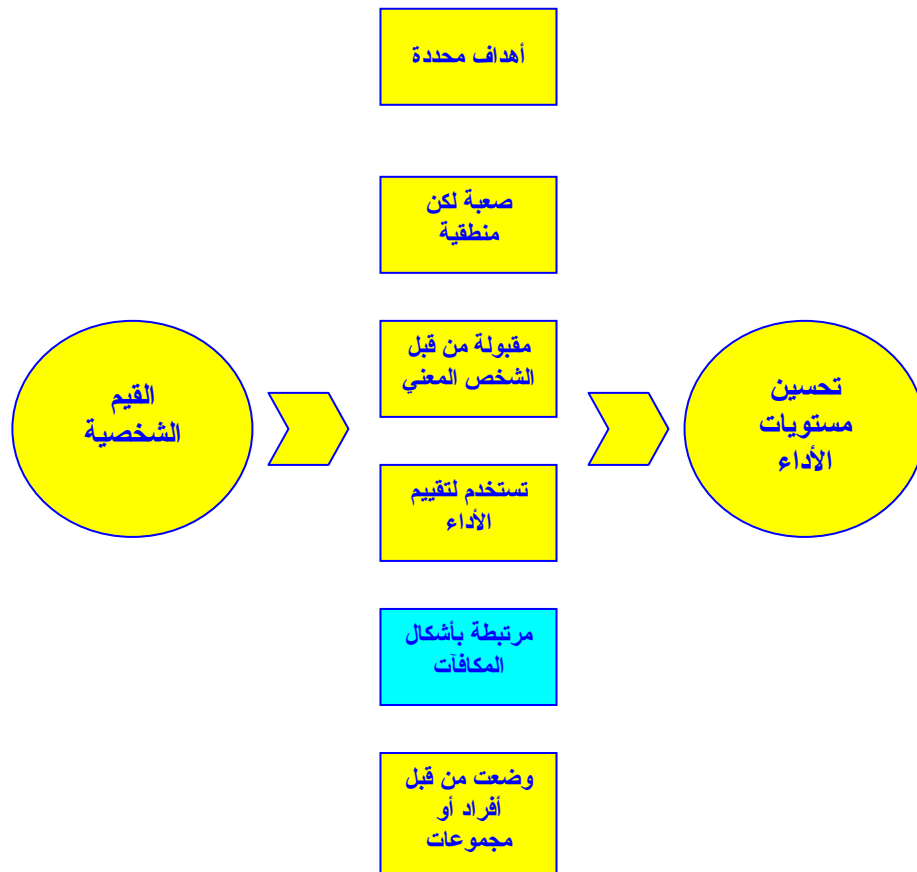 أهداف محددة
صعبة لكن
منطقية
مقبولة من قبل
الشخص المعني
القيم
الشخصية
تحسين
مستويات
الأداء
تستخدم لتقييم
الأداء
مرتبطة بأشكال
المكافآت
وضعت من قبل
أفراد أو
مجموعات